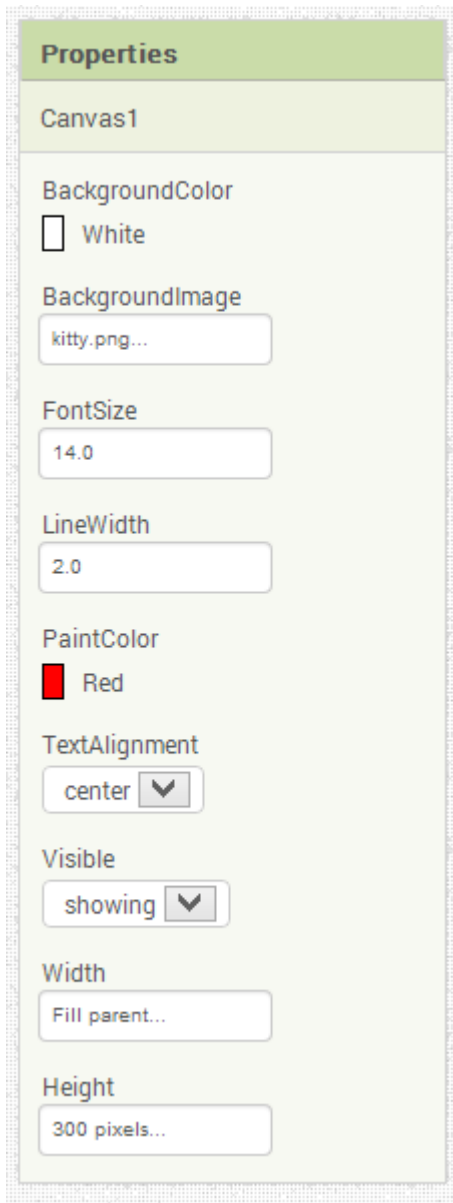 Properties
Canvas1
BackgroundColor
White
BackgroundImage
kitty.png...
FontSize
14.0
LineWidth
2.0
PaintColor
Red
TextAlignment
center
Visible
showing
Width
Fill parent...
Height
300 pixels...